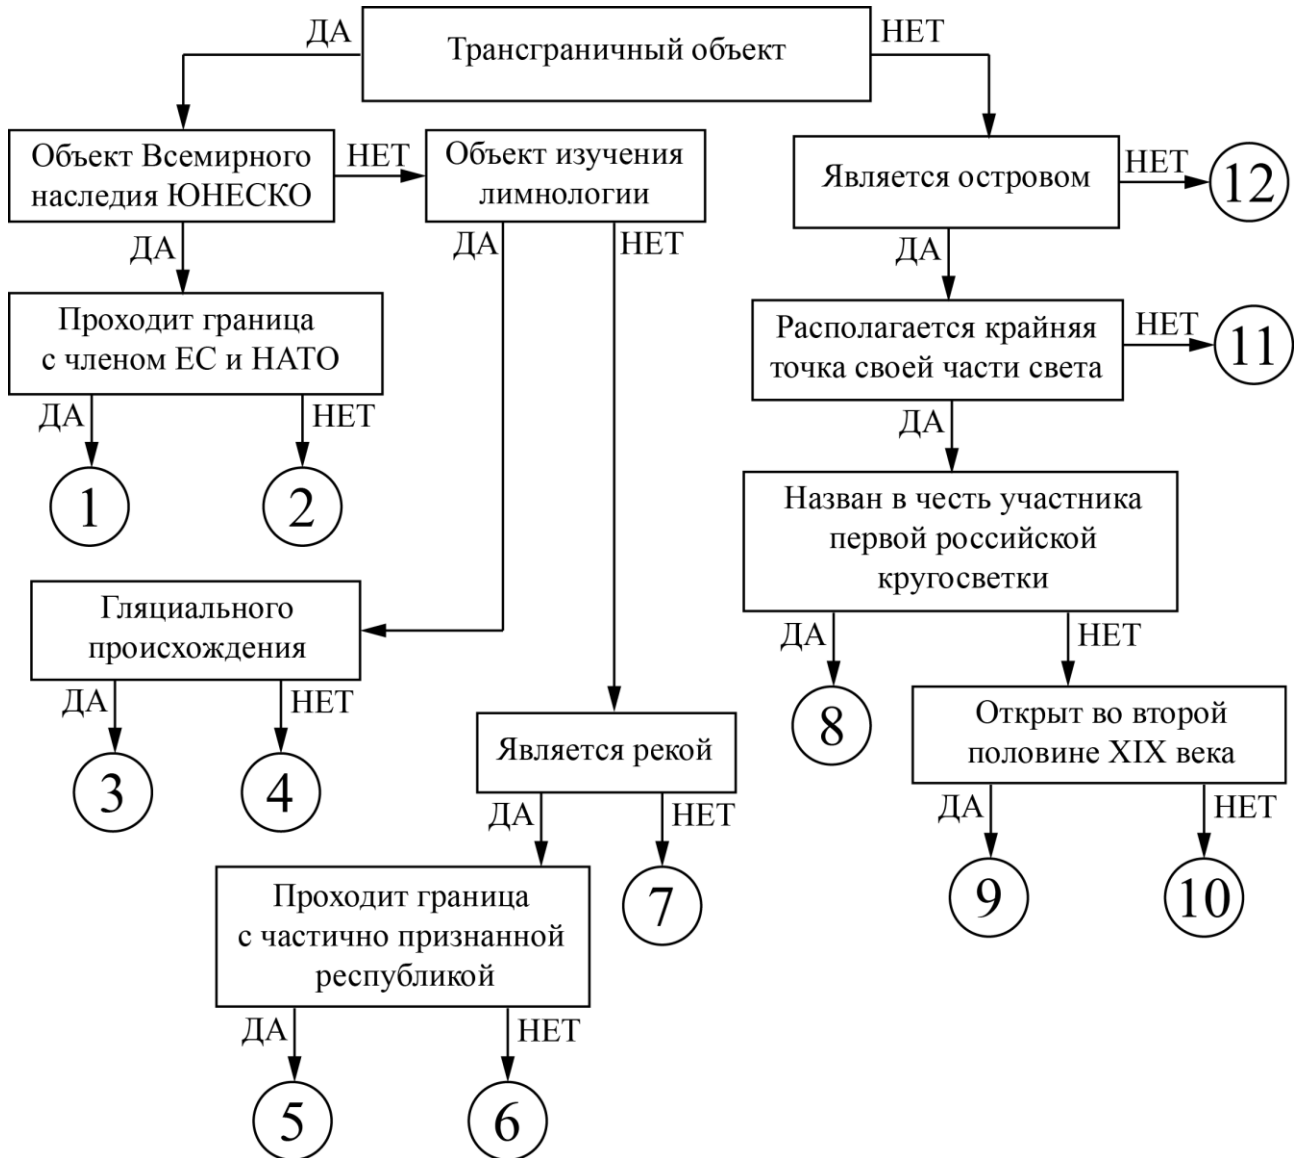 ДА
Трансграничный объект
НЕТ
Объект Всемирного
наследия ЮНЕСКО
НЕТ
Объект изучения
лимнологии
Является островом
НЕТ
12
ДА
ДА
НЕТ
ДА
Проходит граница
с членом ЕС и НАТО
Располагается крайняя
точка своей части света
НЕТ
11
ДА
НЕТ
ДА
1
2
Назван в честь участника
первой российской
кругосветки
Гляциального
происхождения
ДА
НЕТ
ДА
НЕТ
8
Открыт во второй
половине XIX века
3
4
Является рекой
ДА
НЕТ
ДА
НЕТ
Проходит граница
с частично признанной
республикой
7
9
10
ДА
НЕТ
5
6